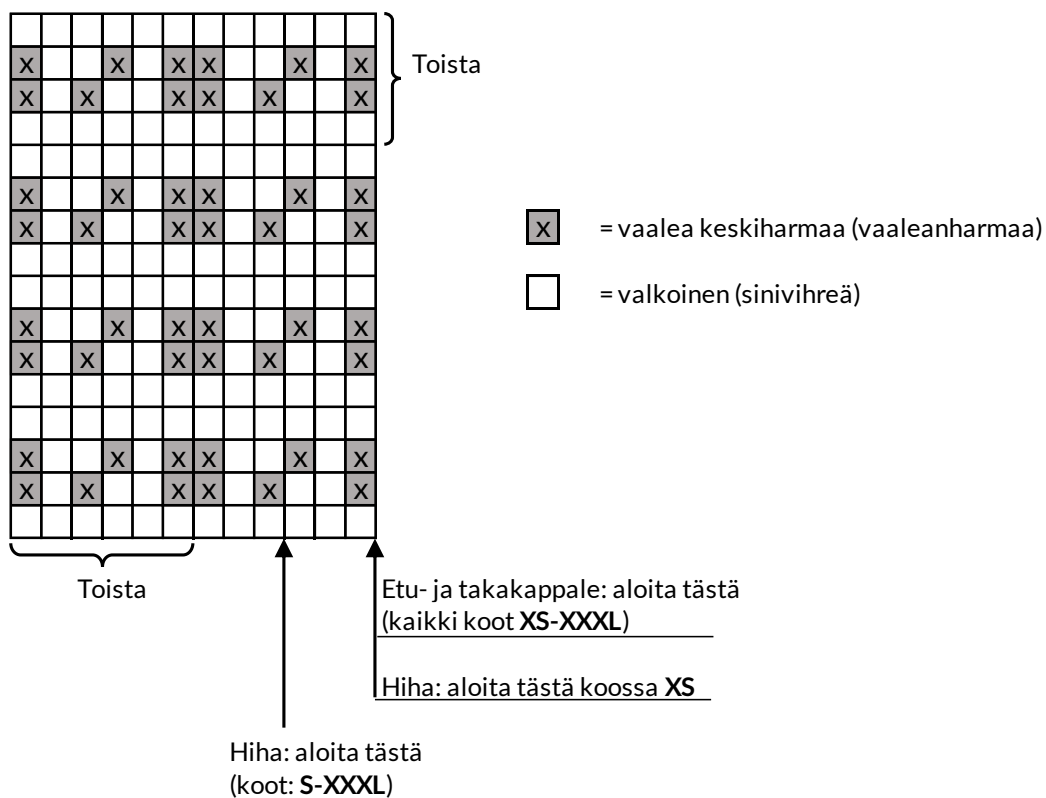 x x x x x x
x x x x x x
Toista
x x x x x x
x x x x x x
x = vaalea keskiharmaa (vaaleanharmaa)
= valkoinen (sinivihreä)
x x x x x x
x x x x x x
x x x x x x
x x x x x x
Toista
Etu- ja takakappale: aloita tästä
(kaikki koot XS-XXXL)
Hiha: aloita tästä koossa XS
Hiha: aloita tästä
(koot: S-XXXL)